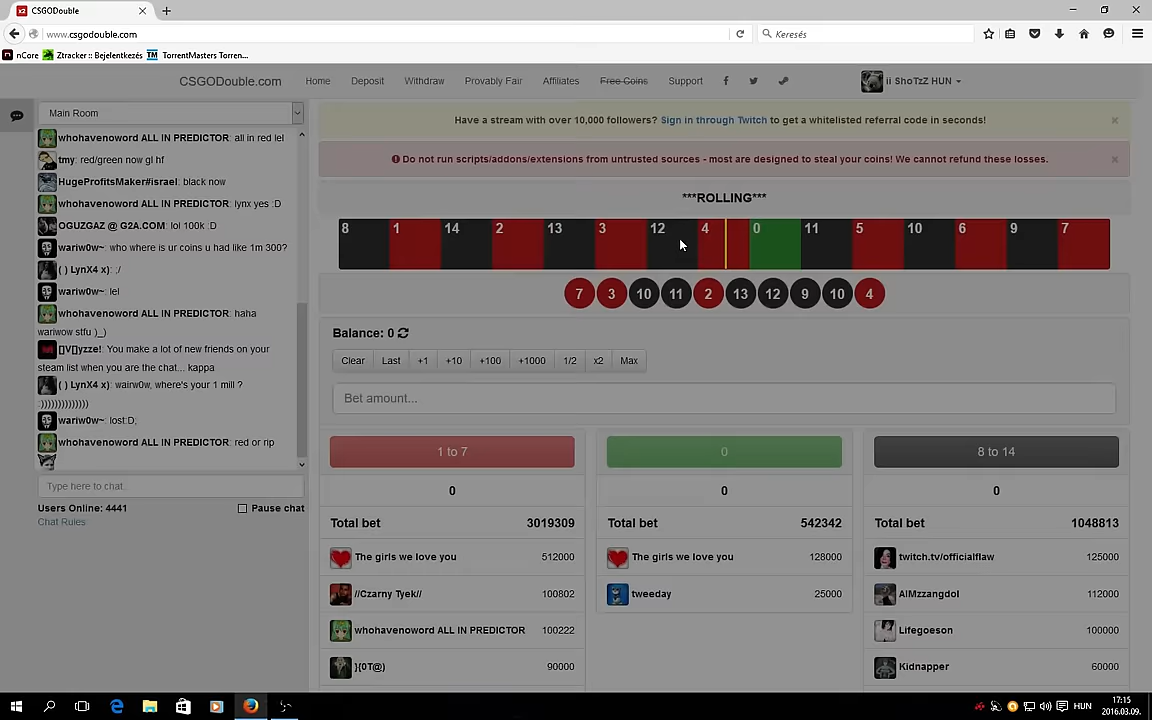 CSGODouble
www.csgodouble.com
Keresés
nCore
Ztracker :: Bejelentkezés
TorrentMasters Torren...
CSGODouble.com
Home
Deposit
Withdraw
Provably Fair
Affiliates
Free Coins
Support
ii ShoTzZ HUN
Main Room
whohavenoword ALL IN PREDICTOR: all in red lel
tmy: red/green now gl hf
HugeProfitsMaker#israel: black now
whohavenoword ALL IN PREDICTOR: lynx yes :D
OGUZGAZ @ G2A.COM: lol 100k :D
wariw0w~: who where is ur coins u had like 1m 300?
( ) LynX4 x): ;/
wariw0w~: lel
whohavenoword ALL IN PREDICTOR: haha
wariwow stfu )_)
[]V[]yzze!: You make a lot of new friends on your
steam list when you are the chat... kappa
( ) LynX4 x): wairw0w, where's your 1 mill ?
:)))))))))))))))
wariw0w~: lost:D;
whohavenoword ALL IN PREDICTOR: red or rip
Type here to chat.
Users Online: 4441
Pause chat
Chat Rules
Have a stream with over 10,000 followers? Sign in through Twitch to get a whitelisted referral code in seconds!
×
Do not run scripts/addons/extensions from untrusted sources - most are designed to steal your coins! We cannot refund these losses.
×
***ROLLING***
8 1 14 2 13 3 12 4 0 11 5 10 6 9 7
7 3 10 11 2 13 12 9 10 4
Balance: 0
Clear Last +1 +10 +100 +1000 1/2 x2 Max
Bet amount...
1 to 7
0
Total bet 3019309
The girls we love you 512000
//Czarny Tyek// 100802
whohavenoword ALL IN PREDICTOR 100222
}{0T@) 90000
0
0
Total bet 542342
The girls we love you 128000
tweeday 25000
8 to 14
0
Total bet 1048813
twitch.tv/officialflaw 125000
AlMzzangdol 112000
Lifegoeson 100000
Kidnapper 60000
HUN
17:15
2016.03.09.